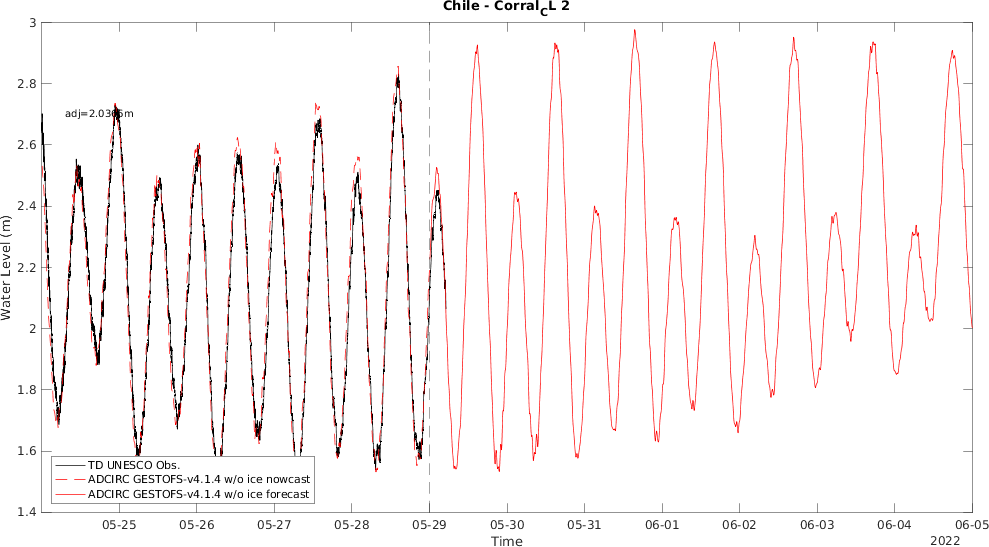 Chile - CorralCL 2
3
2.8
2.6
2.4
2.2
2
1.8
1.6
1.4
Water Level (m)
adj=2.0365m
TD UNESCO Obs.
ADCIRC GESTOFS-v4.1.4 w/o ice nowcast
ADCIRC GESTOFS-v4.1.4 w/o ice forecast
05-25 05-26 05-27 05-28 05-29 05-30 05-31 06-01 06-02 06-03 06-04 06-05
Time
2022